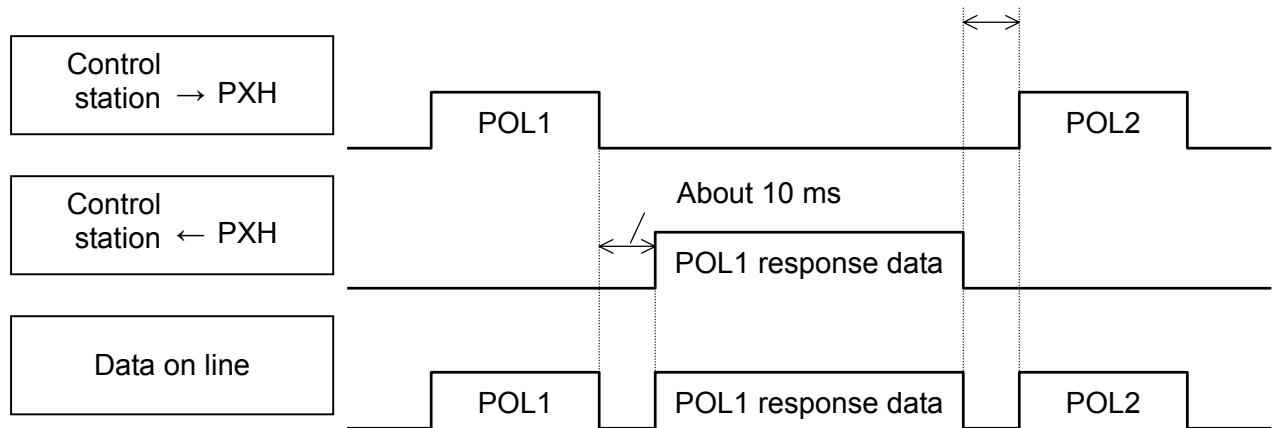 Control
station → PXH
POL1
POL2
Control
station ← PXH
About 10 ms
POL1 response data
Data on line
POL1
POL1 response data
POL2